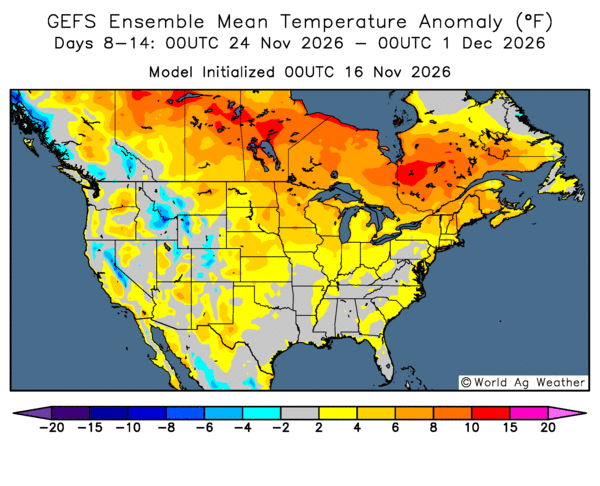 GEFS Ensemble Mean Temperature Anomaly (°F)
Days 8-14: 00UTC 24 Nov 2026 - 00UTC 1 Dec 2026
Model Initialized 00UTC 16 Nov 2026
©World Ag Weather
-20 -15 -10 -8 -6 -4 -2 2 4 6 8 10 15 20